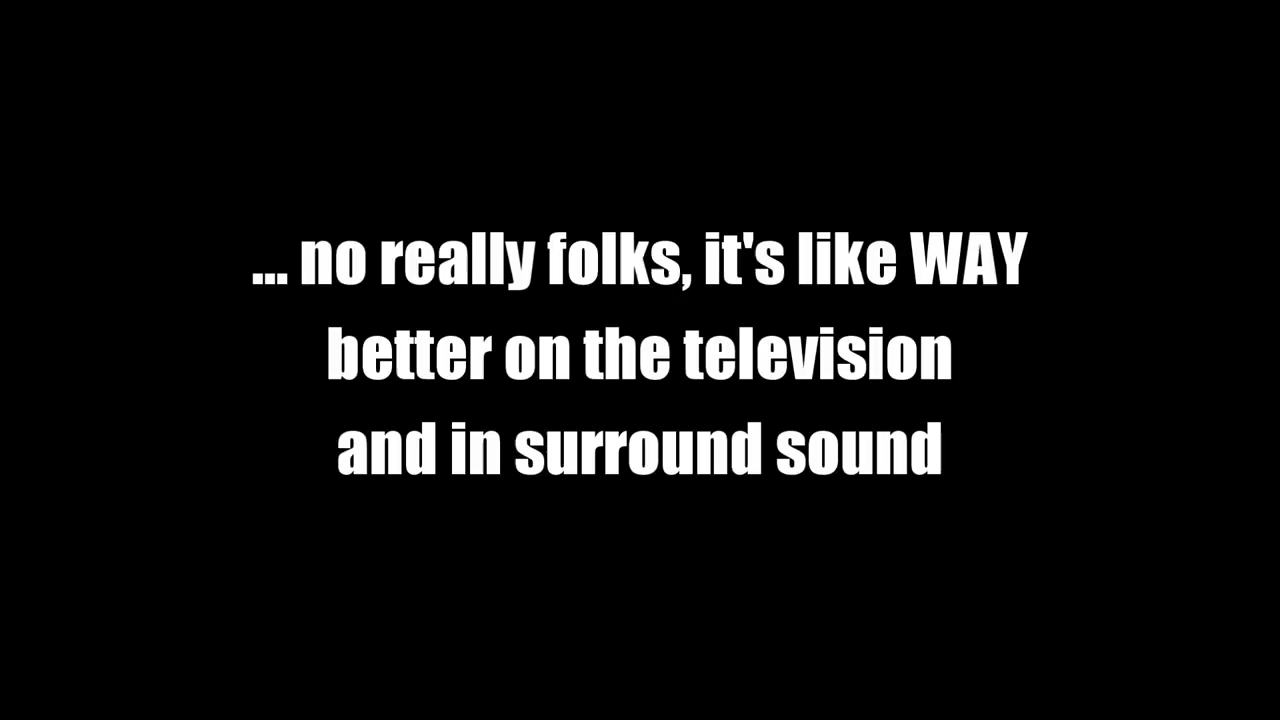 ... no really folks, it's like WAY
better on the television
and in surround sound